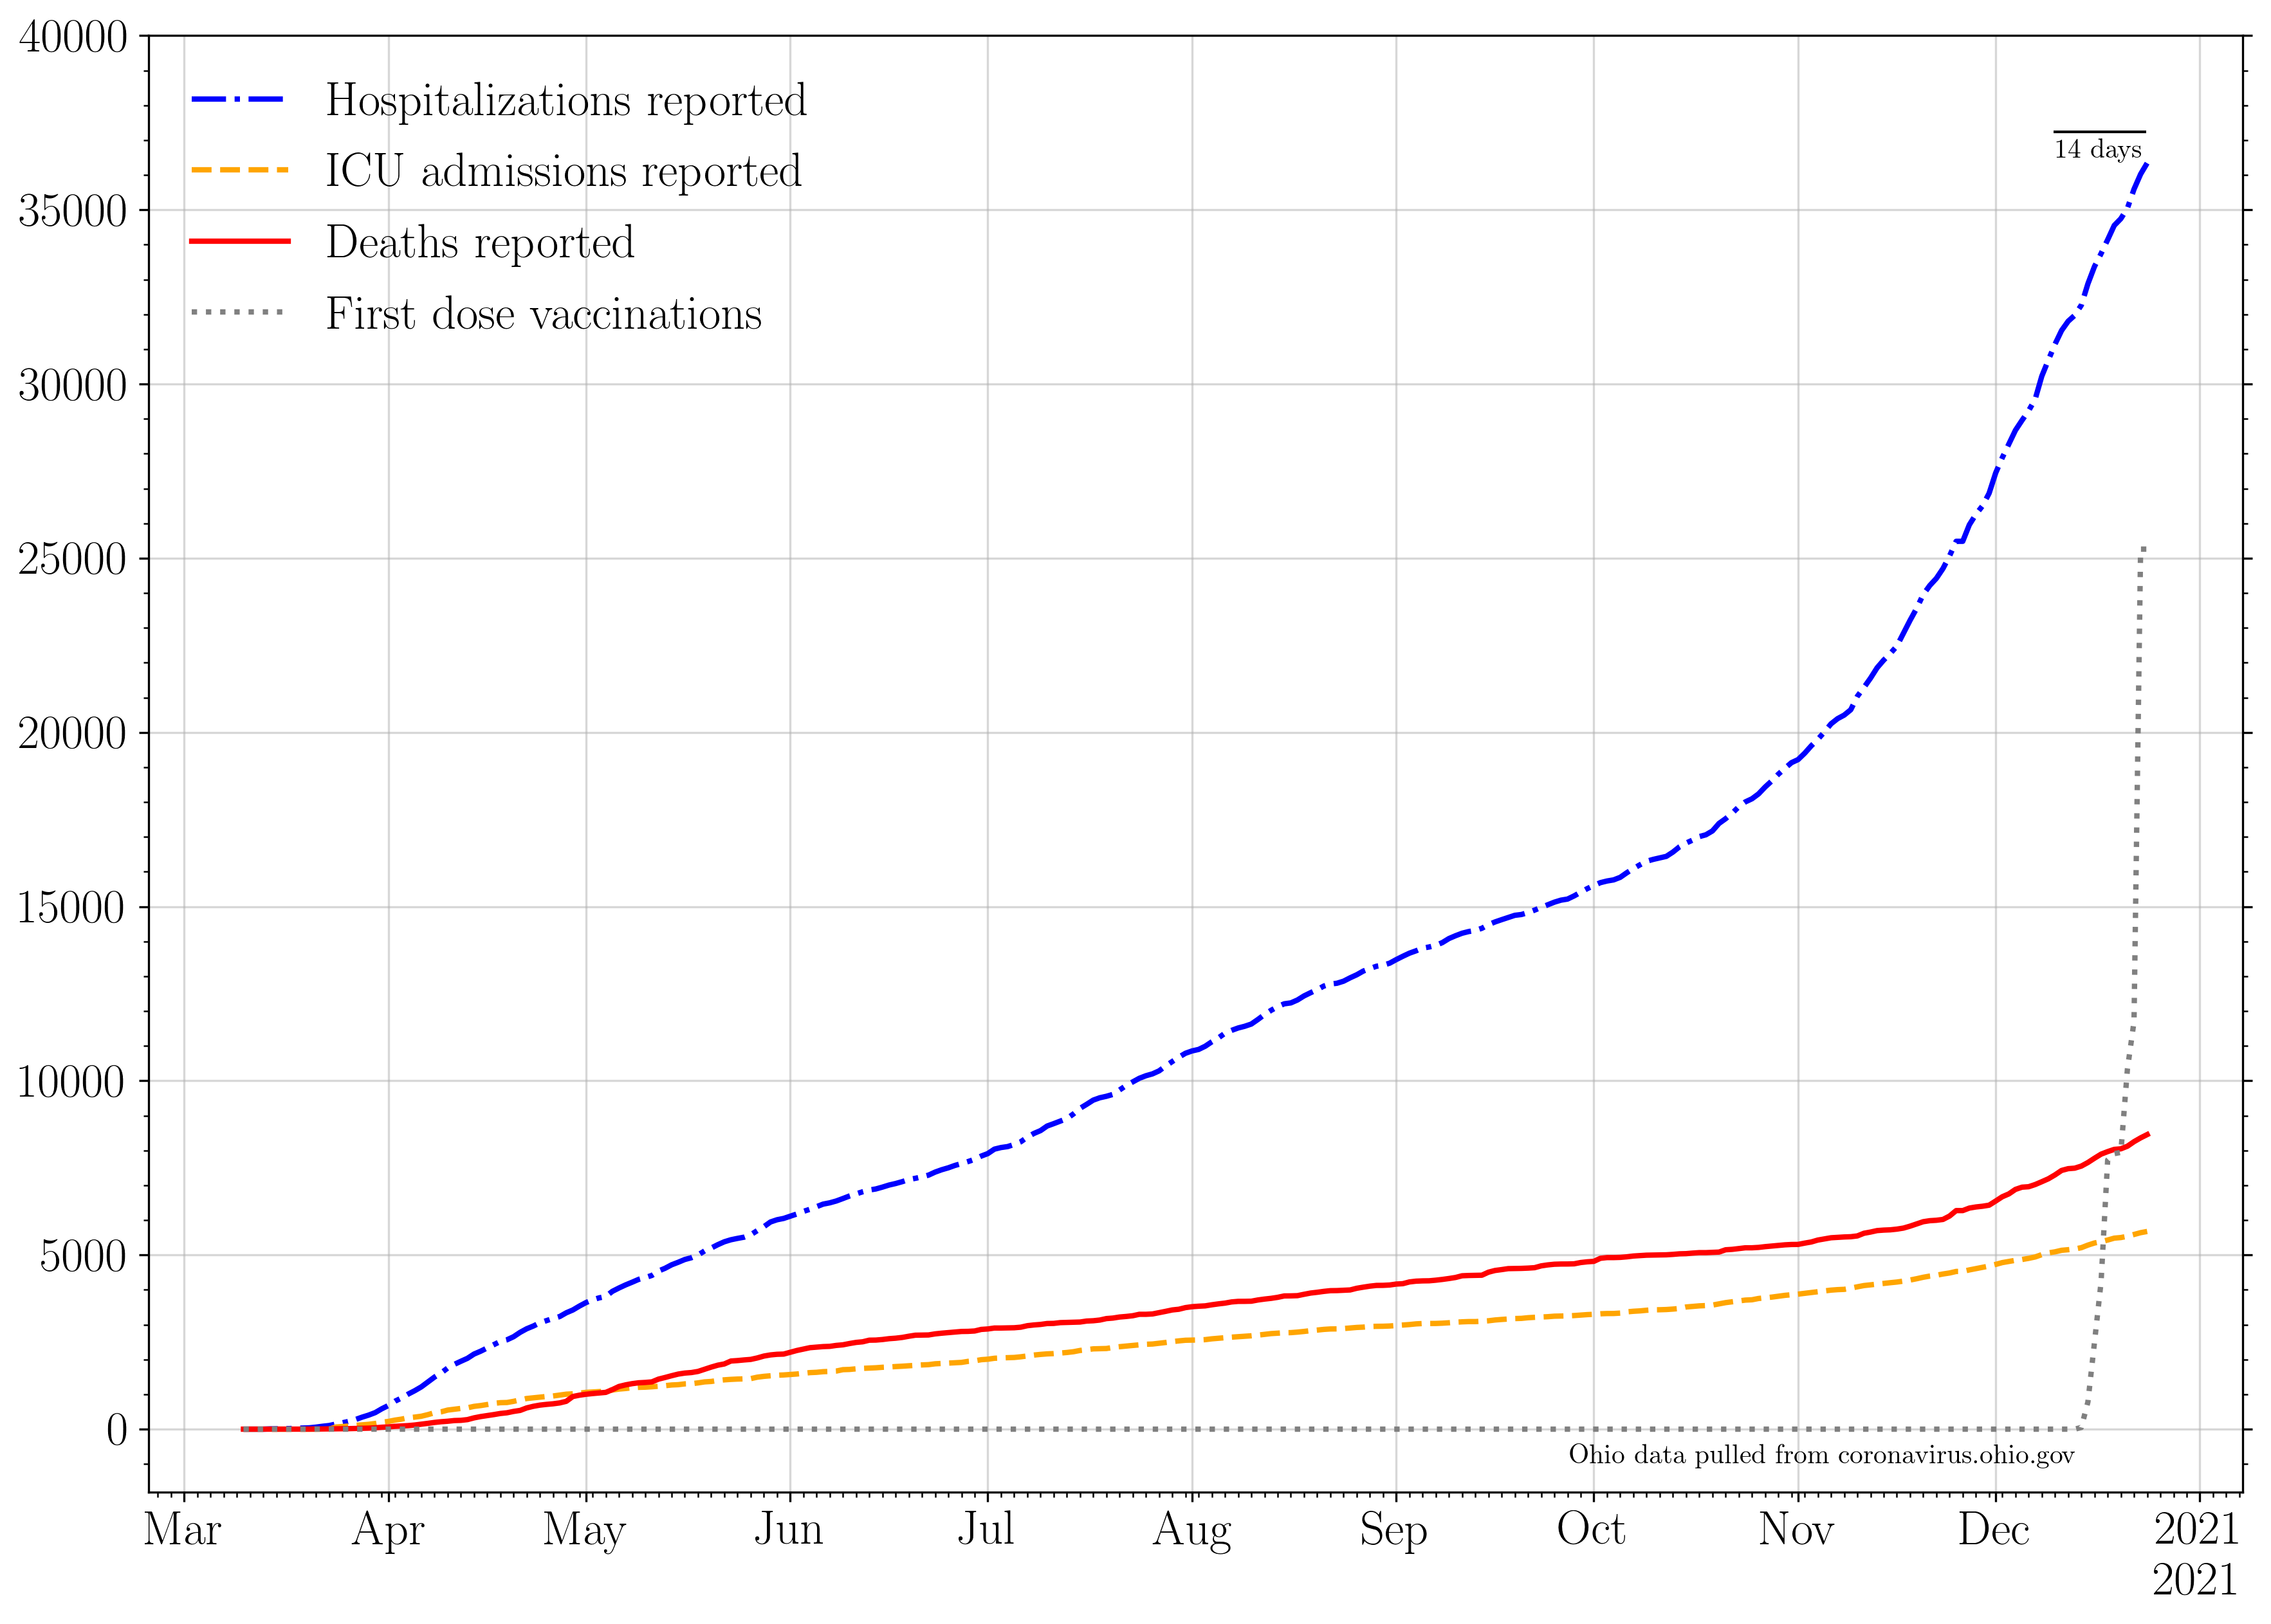 40000
35000
30000
25000
20000
15000
10000
5000
0
Hospitalizations reported
ICU admissions reported
Deaths reported
First dose vaccinations
14 days
Ohio data pulled from coronavirus.ohio.gov
Mar Apr May Jun Jul Aug Sep Oct Nov Dec 2021
2021